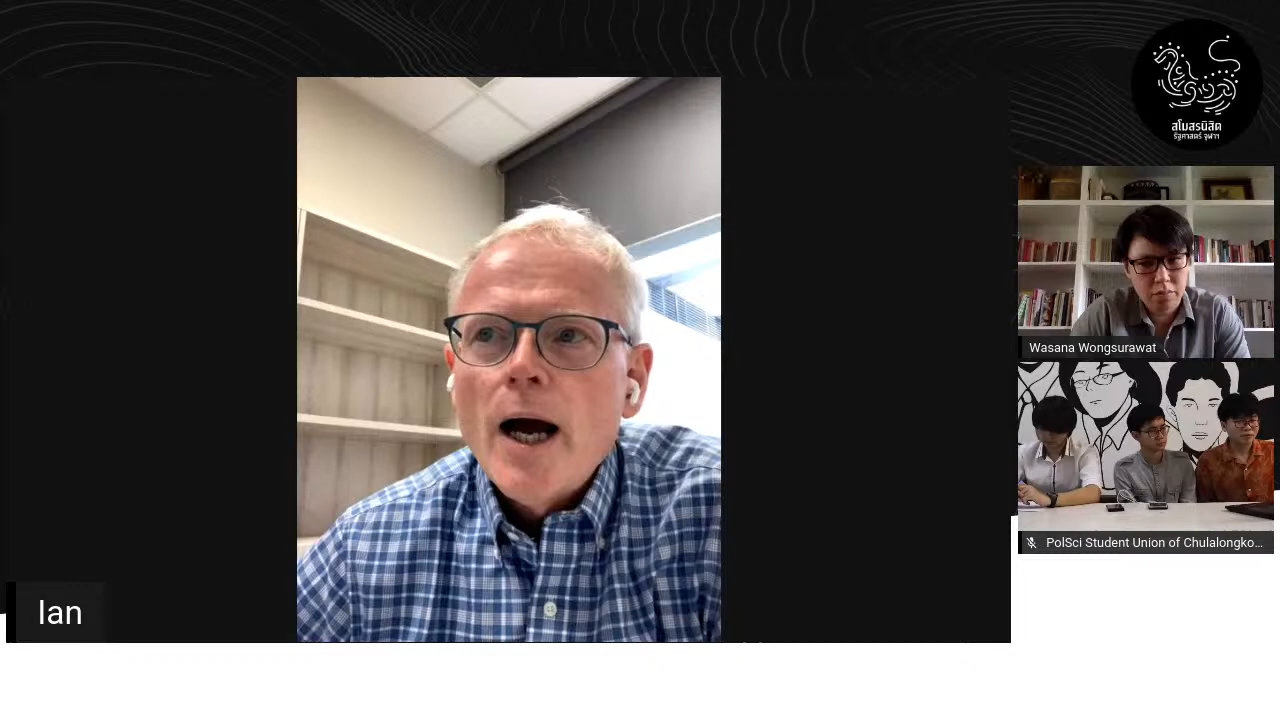 สโมสรนิสิต
รัฐศาสตร์ จุฬาฯ
Wasana Wongsurawat
PolSci Student Union of Chulalongko...
Ian